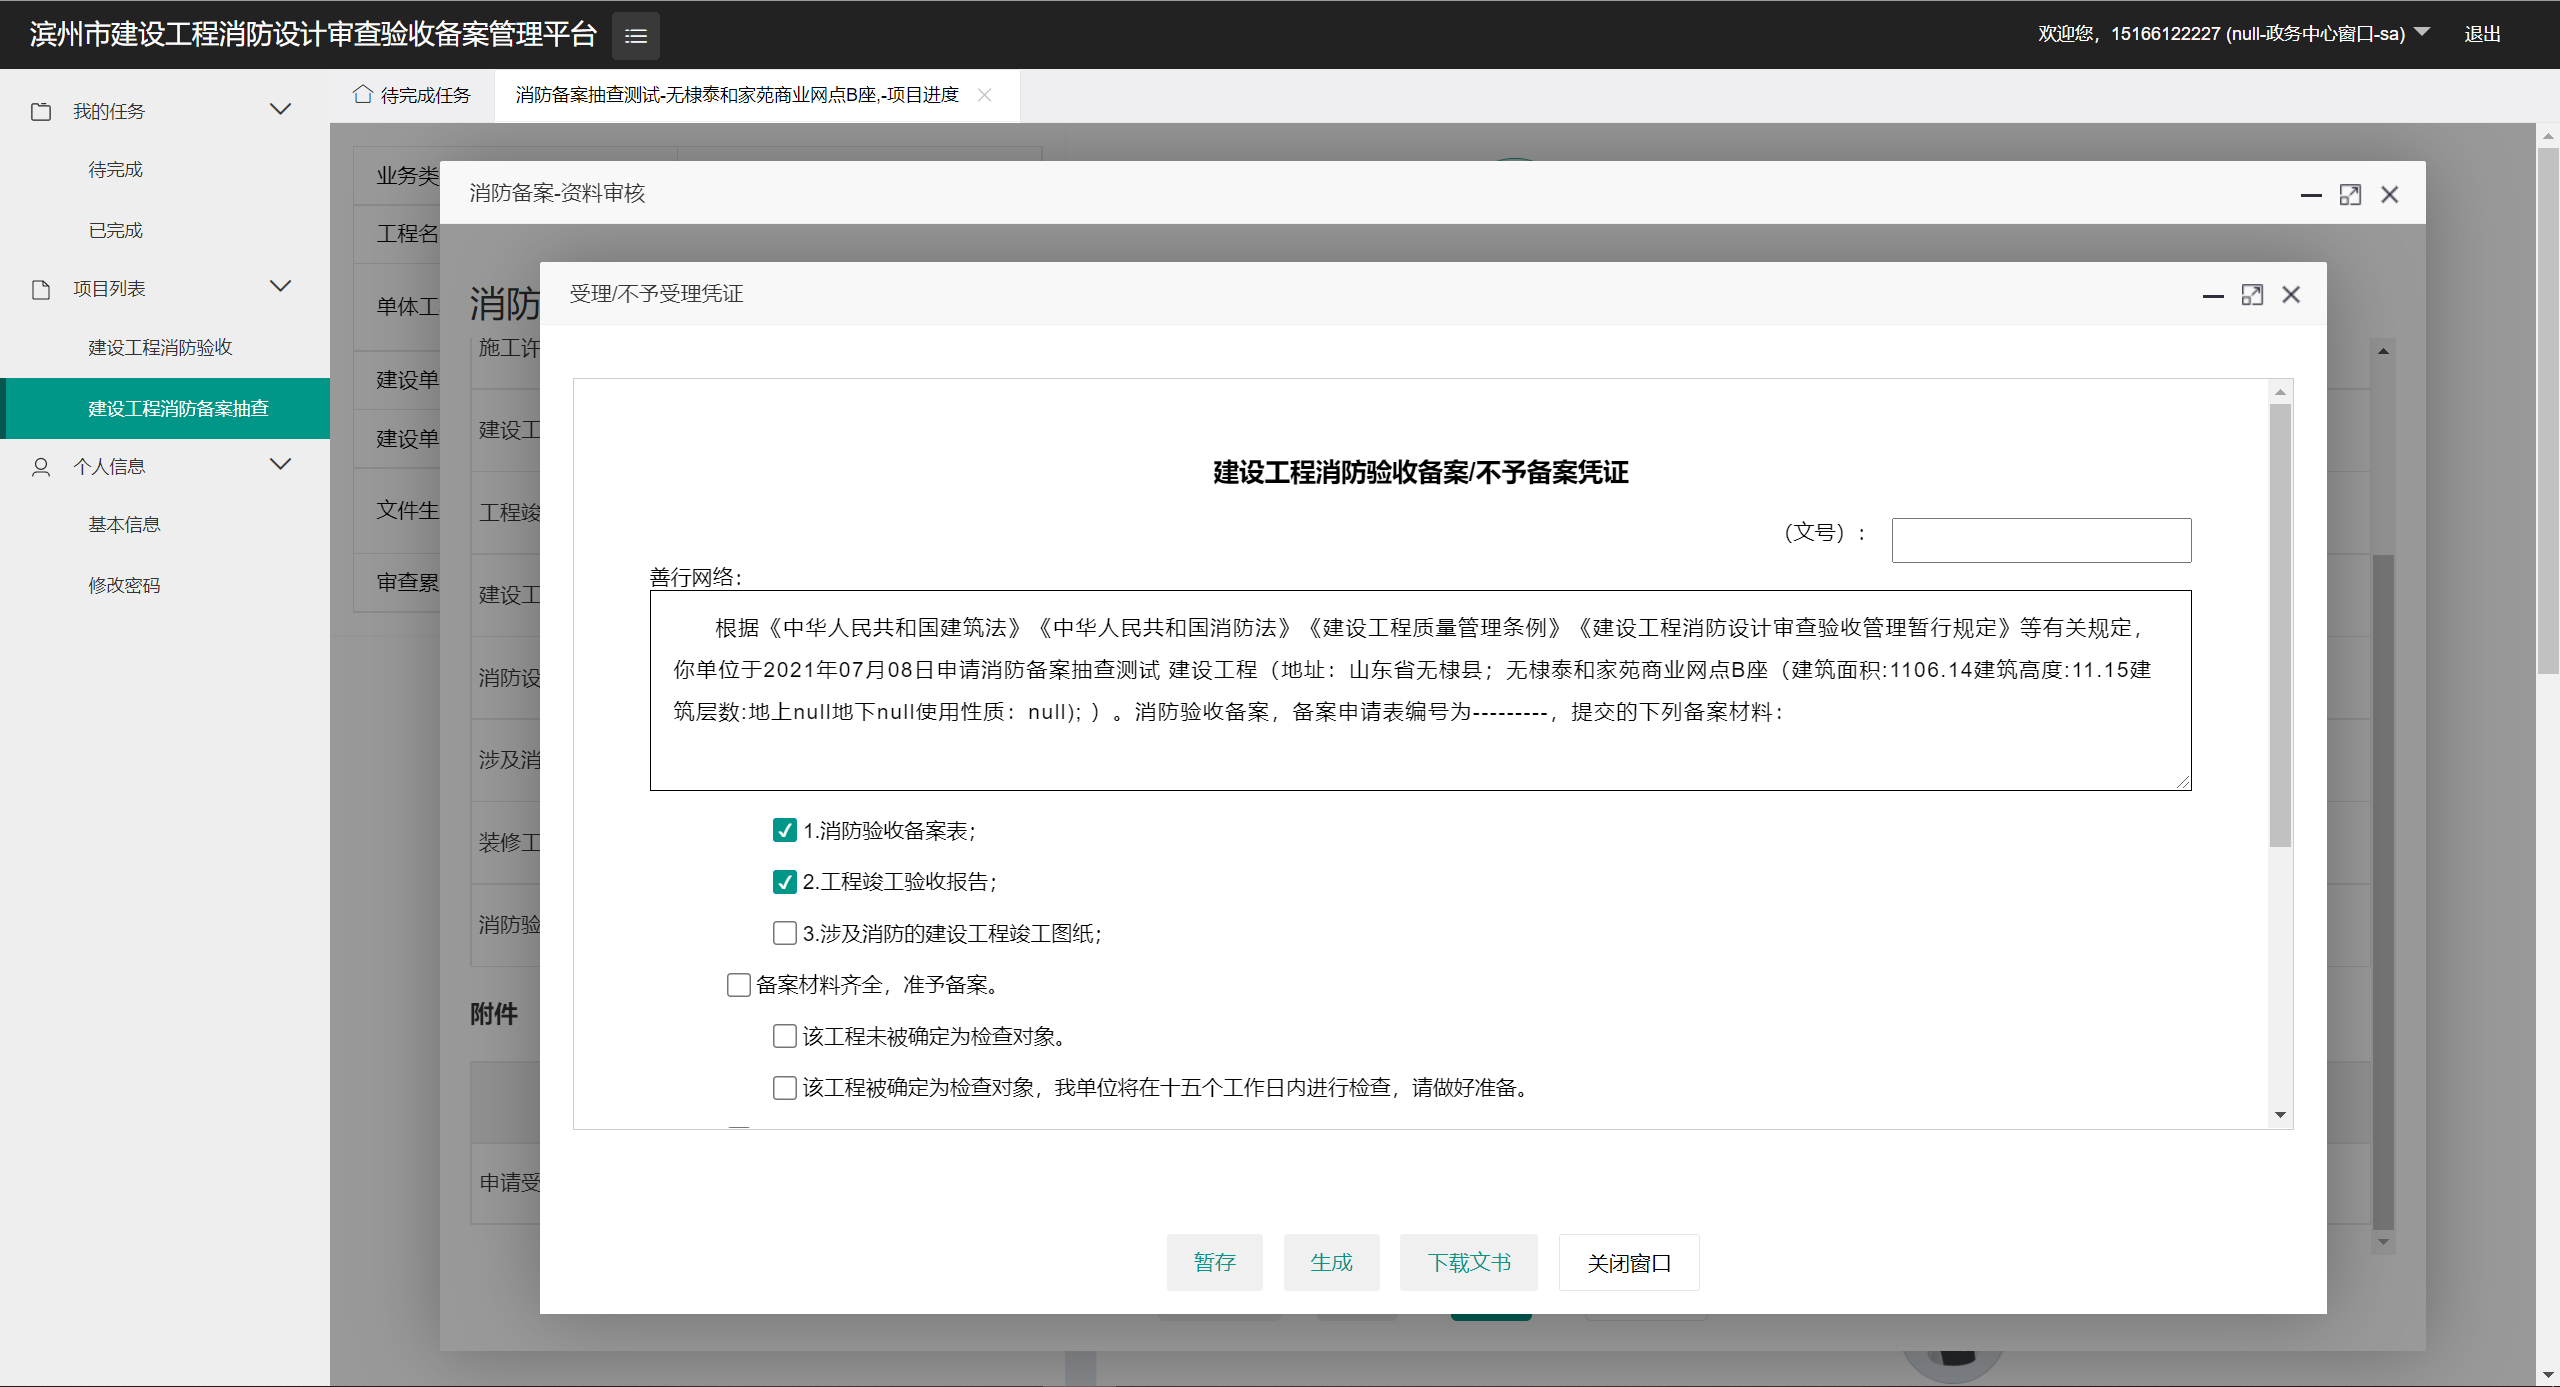 滨州市建设工程消防设计审查验收备案管理平台
欢迎您，15166122227 (null-政务中心窗口-sa)
退出
我的任务
待完成
已完成
项目列表
建设工程消防验收
建设工程消防备案抽查
个人信息
基本信息
修改密码
待完成任务
消防备案抽查测试-无棣泰和家苑商业网点B座,-项目进度
业务类
工程名
单体工
建设单
建设单
文件生
审查累
消防备案-资料审核
消防
施工许
建设工
工程竣
建设工
消防设
涉及消
装修工
消防验
附件
申请受
受理/不予受理凭证
建设工程消防验收备案/不予备案凭证
（文号）：
善行网络：
根据《中华人民共和国建筑法》《中华人民共和国消防法》《建设工程质量管理条例》《建设工程消防设计审查验收管理暂行规定》等有关规定，
你单位于2021年07月08日申请消防备案抽查测试 建设工程（地址：山东省无棣县；无棣泰和家苑商业网点B座（建筑面积:1106.14建筑高度:11.15建
筑层数:地上null地下null使用性质：null); ）。消防验收备案，备案申请表编号为---------，提交的下列备案材料：
1.消防验收备案表；
2.工程竣工验收报告；
3.涉及消防的建设工程竣工图纸；
备案材料齐全，准予备案。
该工程未被确定为检查对象。
该工程被确定为检查对象，我单位将在十五个工作日内进行检查，请做好准备。
暂存
生成
下载文书
关闭窗口